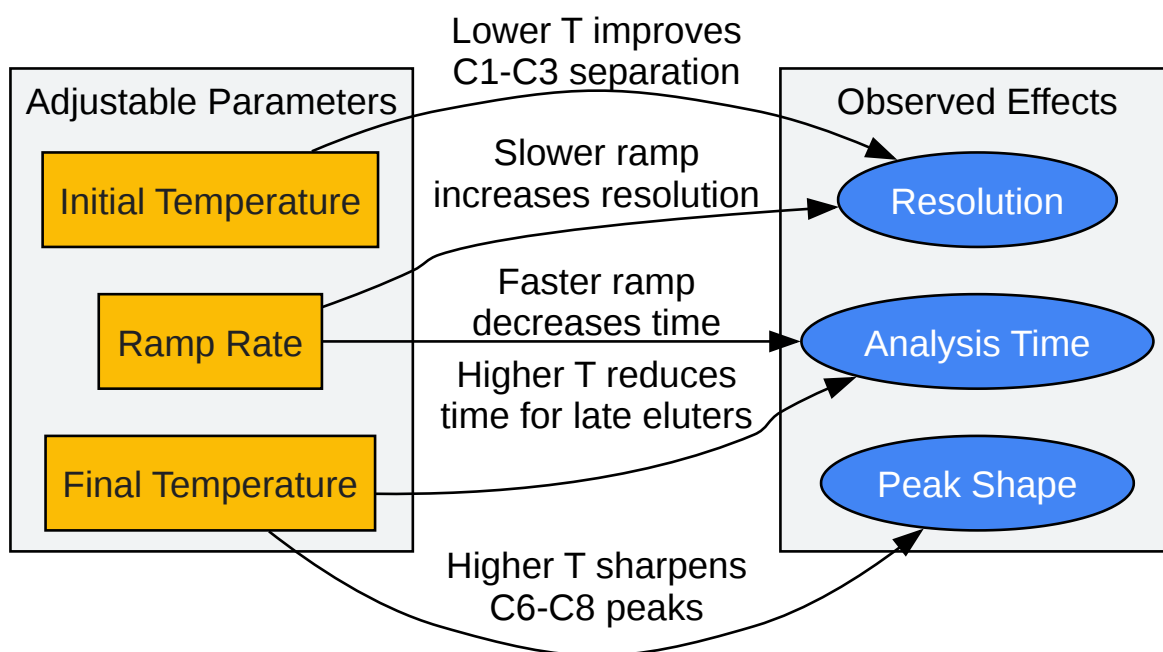 Lower T improves
C1-C3 separation
Adjustable Parameters
Observed Effects
Initial Temperature
Slower ramp
increases resolution
Resolution
Ramp Rate
Faster ramp
decreases time
Analysis Time
Higher T reduces
time for late eluters
Final Temperature
Peak Shape
Higher T sharpens
C6-C8 peaks